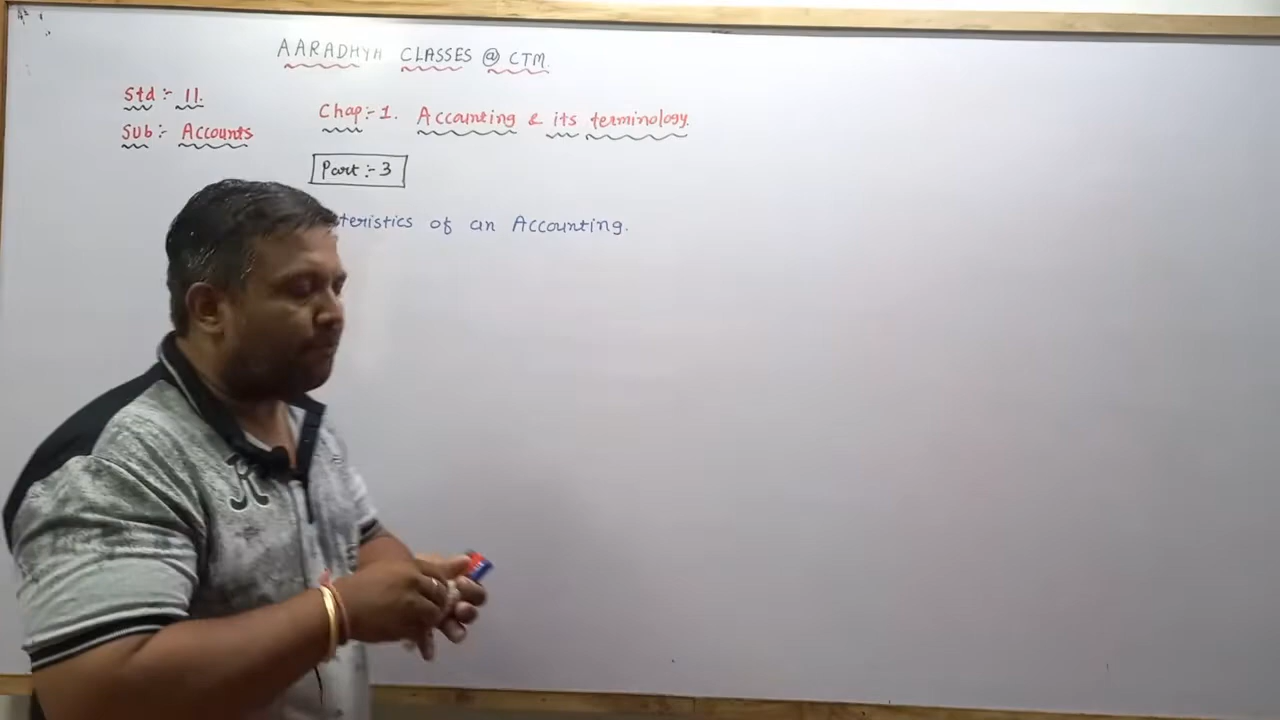 AARADHYA CLASSES @ CTM.
Std :- 11.
Sub :- Accounts
Chap :- 1. Accounting & its terminology.
Part :- 3
teristics of an Accounting.
R